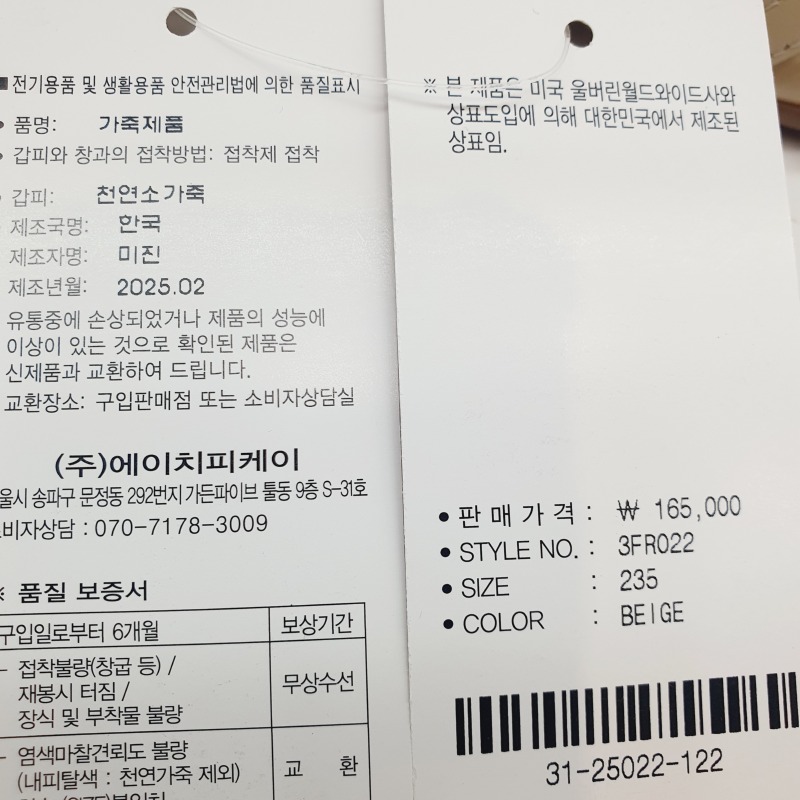 ■ 전기용품 및 생활용품 안전관리법에 의한 품질표시
• 품명: 가죽제품
• 갑피와 창과의 접착방법: 접착제 접착
• 갑피: 천연소가죽
• 제조국명: 한국
제조자명: 미진
제조년월: 2025.02
유통중에 손상되었거나 제품의 성능에
이상이 있는 것으로 확인된 제품은
신제품과 교환하여 드립니다.
교환장소: 구입판매점 또는 소비자상담실
(주)에이치피케이
울시 송파구 문정동 292번지 가든파이브 툴동 9층 S-31호
비자상담 : 070-7178-3009
※ 품질 보증서
구입일로부터 6개월 보상기간
- 접착불량(창굽 등) /
재봉시 터짐 /
장식 및 부착물 불량
무상수선
- 염색마찰견뢰도 불량
(내피탈색 : 천연가죽 제외)
교 환
※ 본 제품은 미국 울버린월드와이드사와
상표도입에 의해 대한민국에서 제조된
상표임.
• 판매가격 : ₩ 165,000
• STYLE NO. : 3FR022
• SIZE : 235
• COLOR : BEIGE
31-25022-122